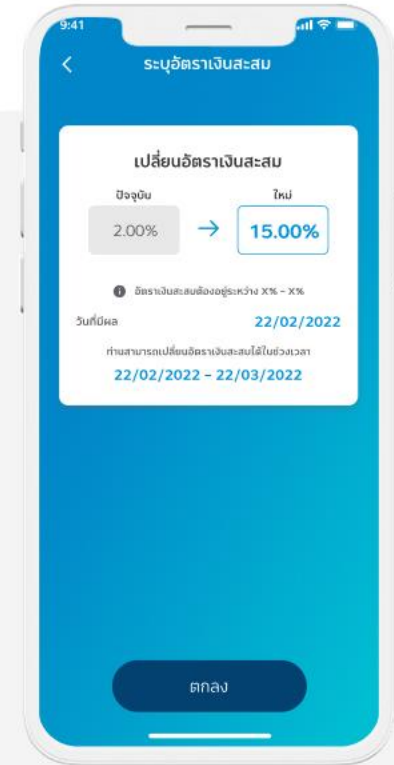 9:41
ระบุอัตราเงินสะสม
เปลี่ยนอัตราเงินสะสม
ปัจจุบัน ใหม่
2.00% → 15.00%
อัตราเงินสะสมต้องอยู่ระหว่าง X% - X%
วันที่มีผล 22/02/2022
ท่านสามารถเปลี่ยนอัตราเงินสะสมได้ในช่วงเวลา
22/02/2022 - 22/03/2022
ตกลง